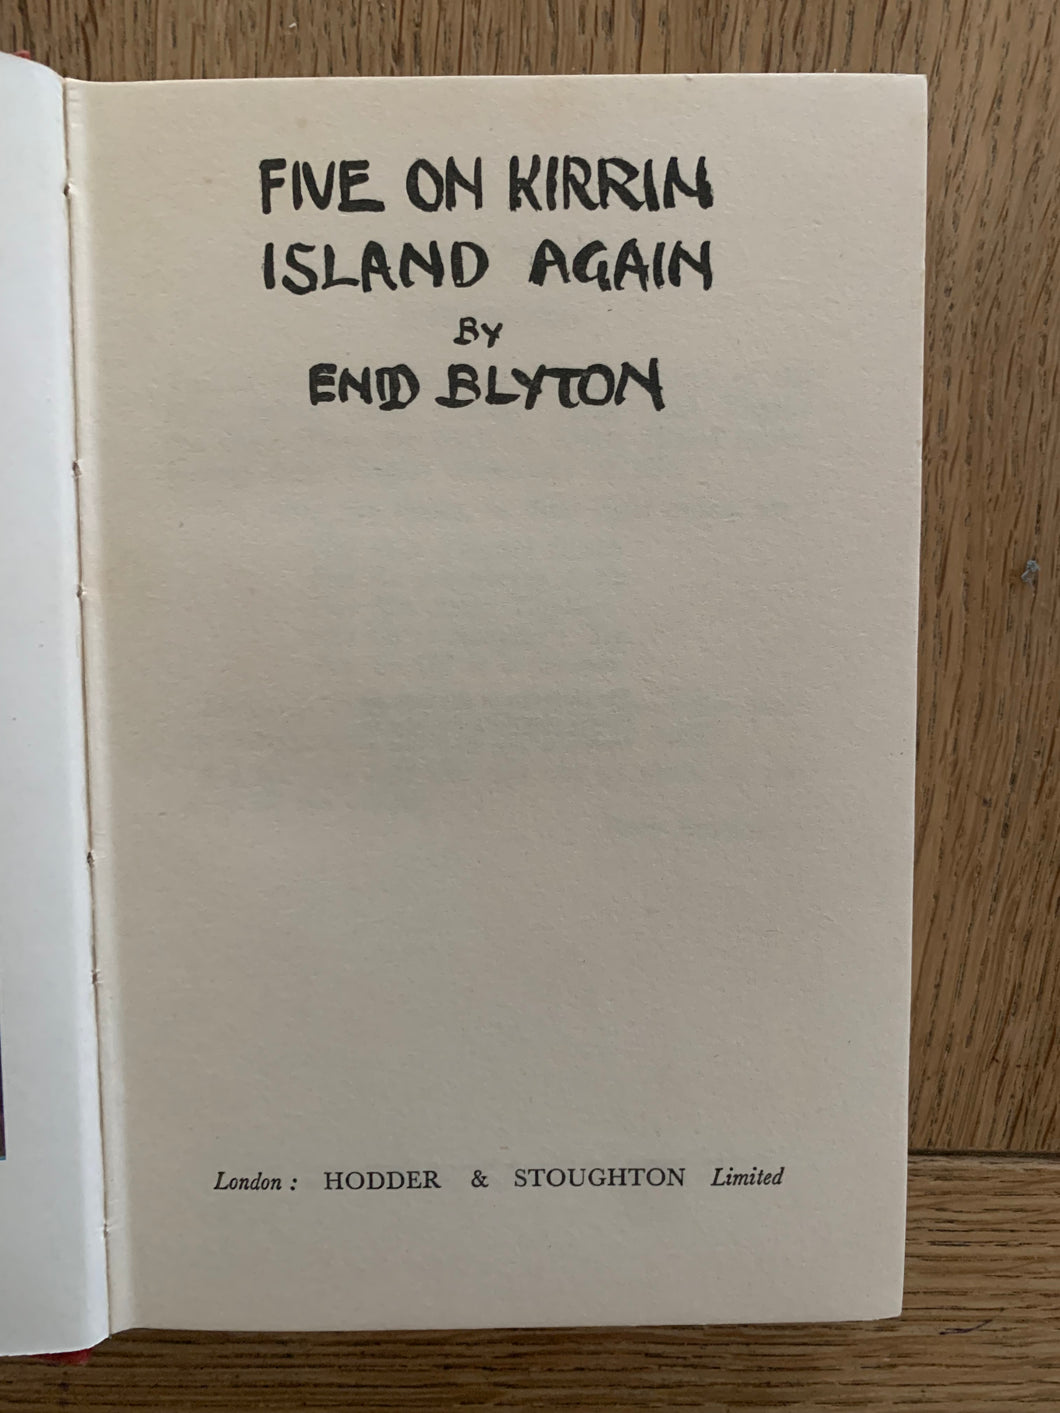 FIVE ON KIRRIN
ISLAND AGAIN
BY
ENID BLYTON
London : HODDER & STOUGHTON Limited